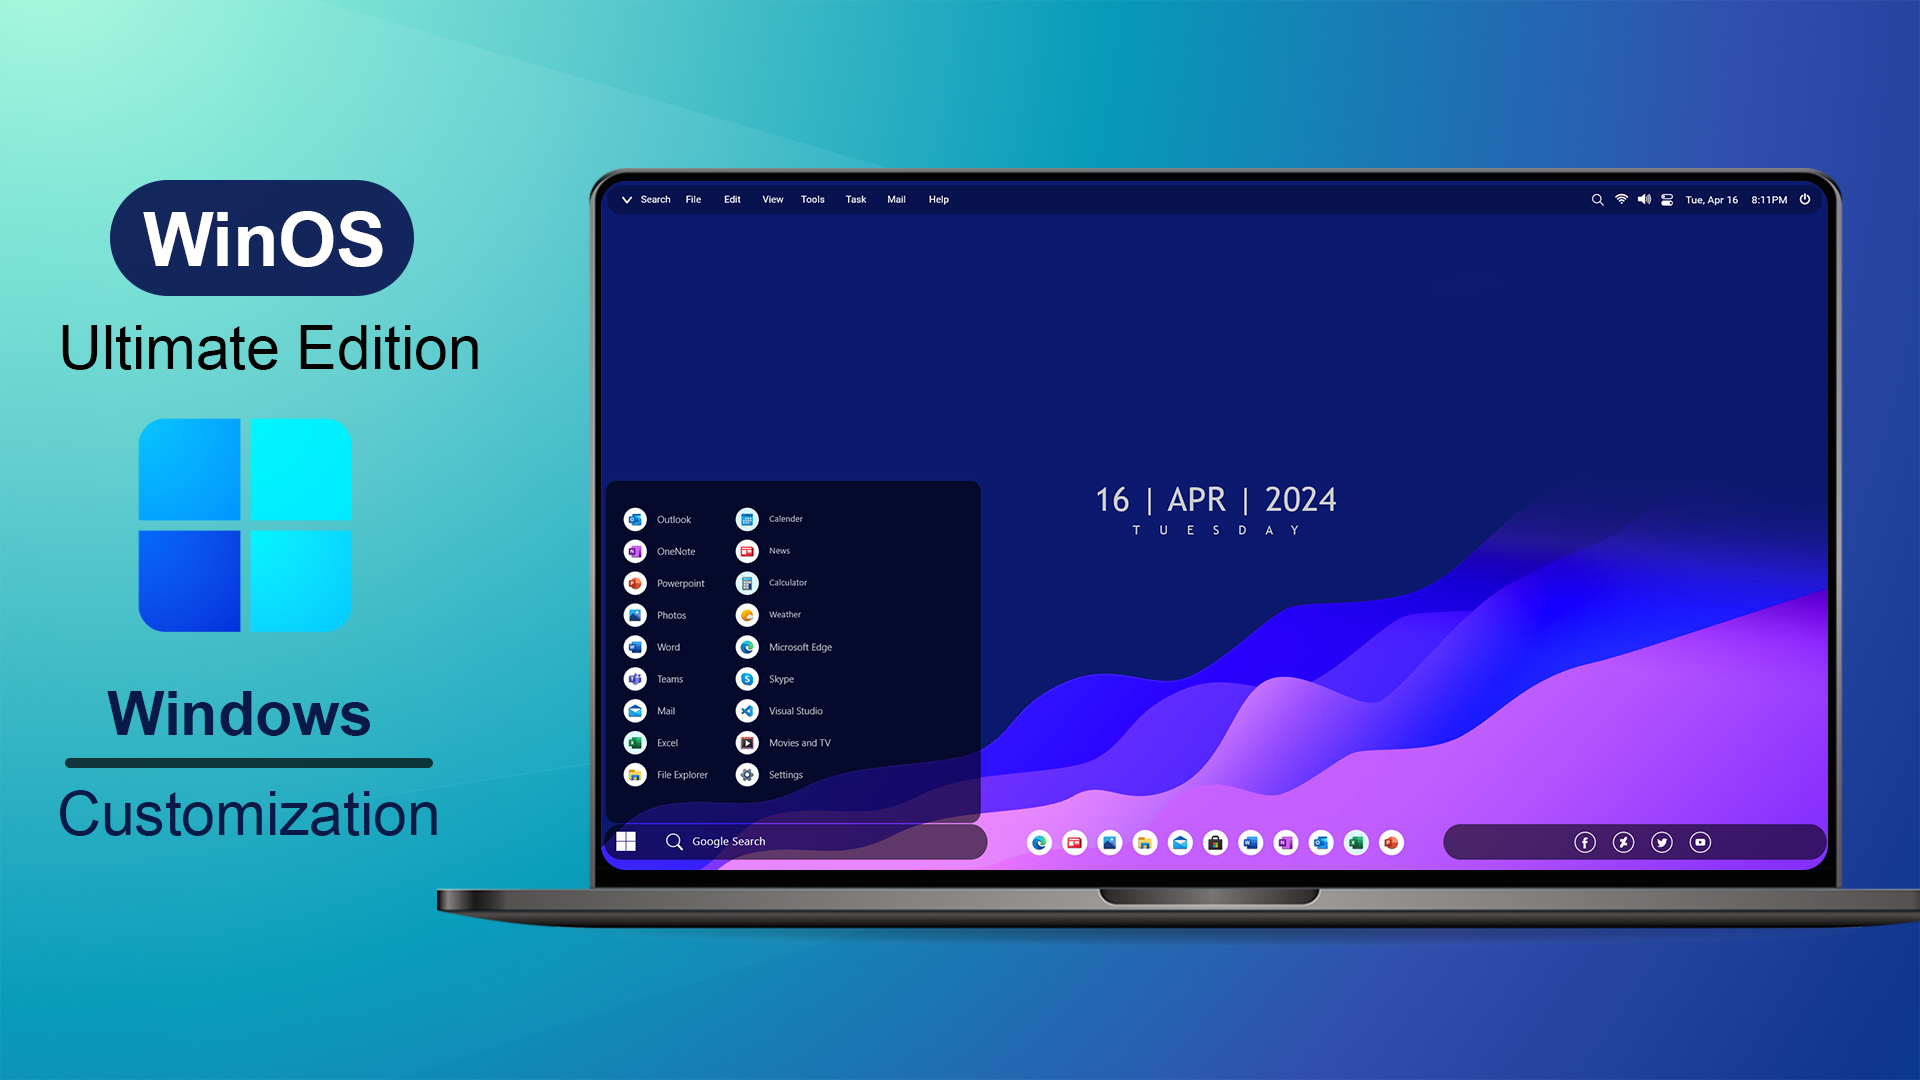 WinOS
Ultimate Edition
Windows
Customization
Search File Edit View Tools Task Mail Help
Tue, Apr 16 8:11PM
16 | APR | 2024
TUESDAY
Outlook Calender
OneNote News
Powerpoint Calculator
Photos Weather
Word Microsoft Edge
Teams Skype
Mail Visual Studio
Excel Movies and TV
File Explorer Settings
Google Search